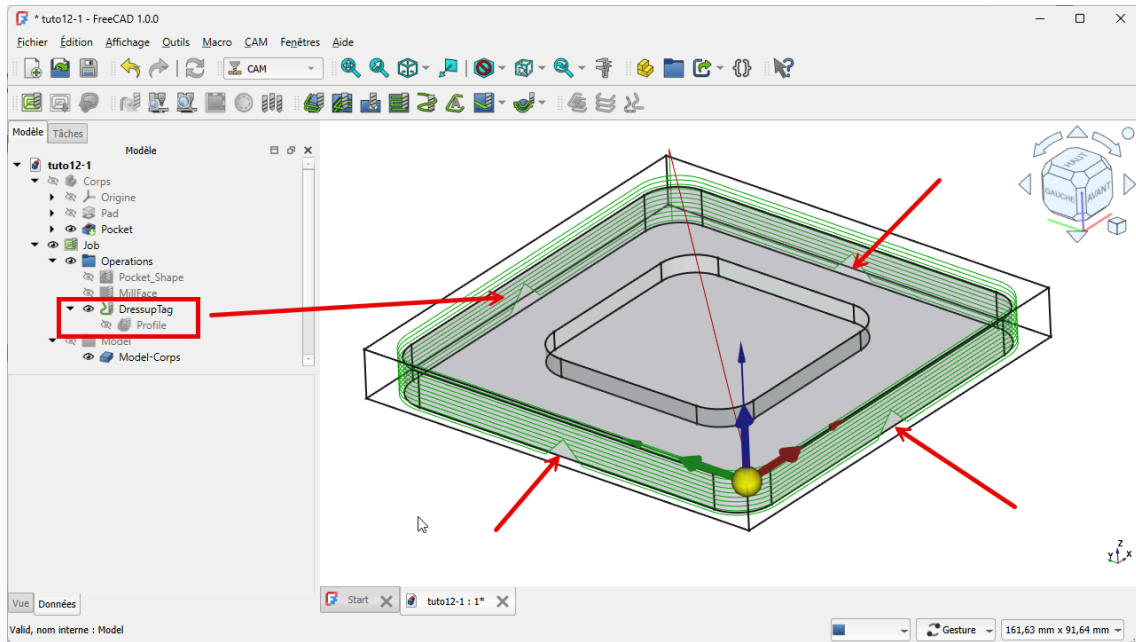 * tuto12-1 - FreeCAD 1.0.0
Fichier Édition Affichage Outils Macro CAM Fenêtres Aide
CAM
Modèle Tâches
Modèle
tuto12-1
Corps
Origine
Pad
Pocket
Job
Operations
Pocket_Shape
MillFace
DressupTag
Profile
Model
Model-Corps
HAUT
GAUCHE
AVANT
Z
Y
X
Vue Données
Start
tuto12-1 : 1*
Valid, nom interne : Model
Gesture
161,63 mm x 91,64 mm